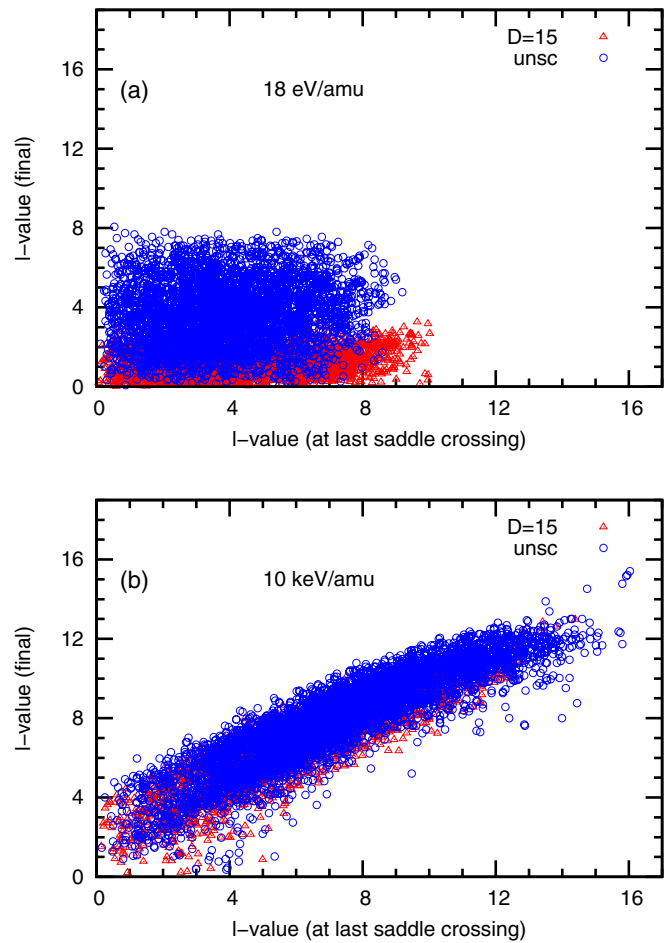 D=15
unsc
(a)
18 eV/amu
16
12
8
4
0
l−value (final)
0 4 8 12 16
l−value (at last saddle crossing)
D=15
unsc
(b)
10 keV/amu
16
12
8
4
0
l−value (final)
0 4 8 12 16
l−value (at last saddle crossing)